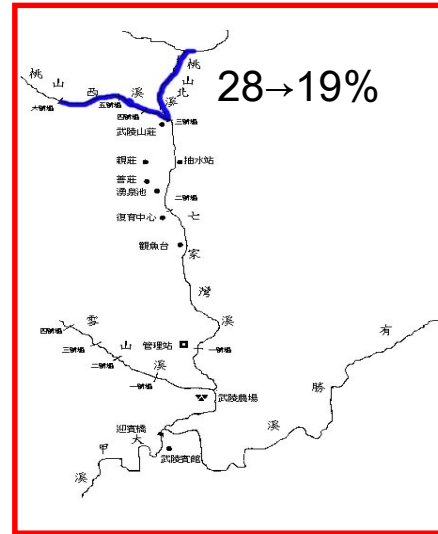 28→19%
桃山北溪
桃山西溪
六號壩
五號壩
四號壩
三號壩
武陵山莊
親莊
抽水站
善莊
湧泉池
二號壩
復育中心
七家灣溪
觀魚台
雪山溪
四號壩
三號壩
二號壩
一號壩
管理站
一號壩
有勝溪
武陵農場
迎賓橋
大甲溪
武陵賓館